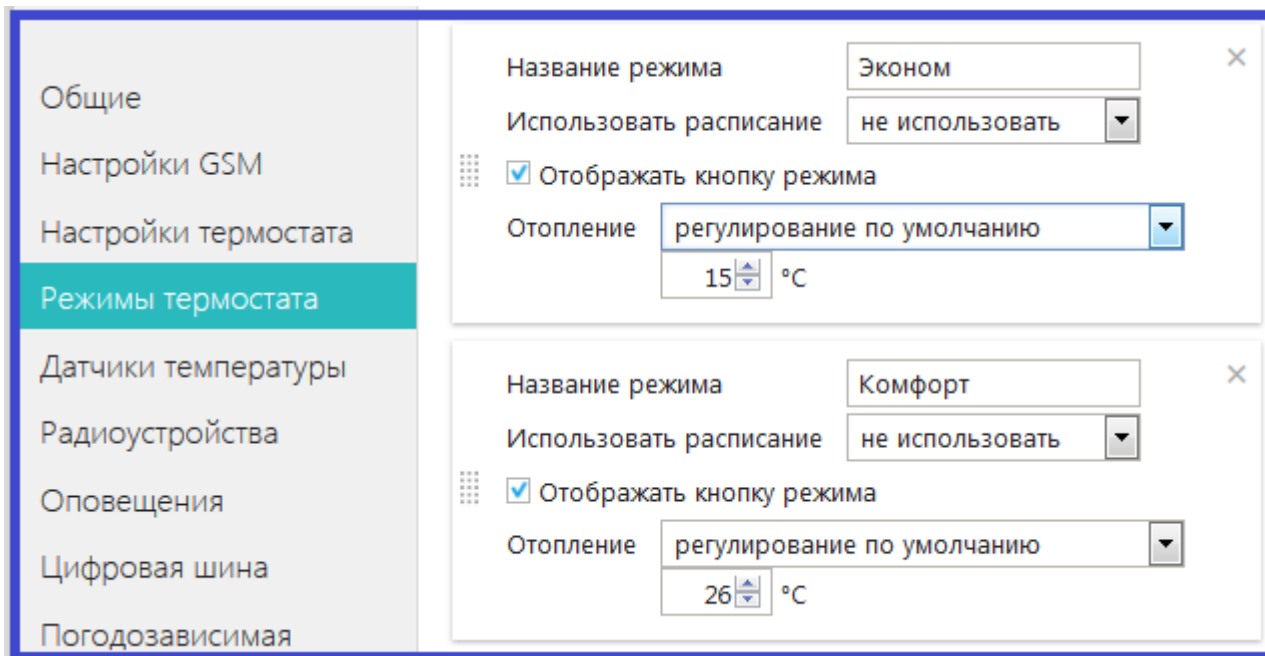 Общие
Настройки GSM
Настройки термостата
Режимы термостата
Датчики температуры
Радиоустройства
Оповещения
Цифровая шина
Погодозависимая
Название режима Эконом
Использовать расписание не использовать
Отображать кнопку режима
Отопление регулирование по умолчанию
15 °C
Название режима Комфорт
Использовать расписание не использовать
Отображать кнопку режима
Отопление регулирование по умолчанию
26 °C